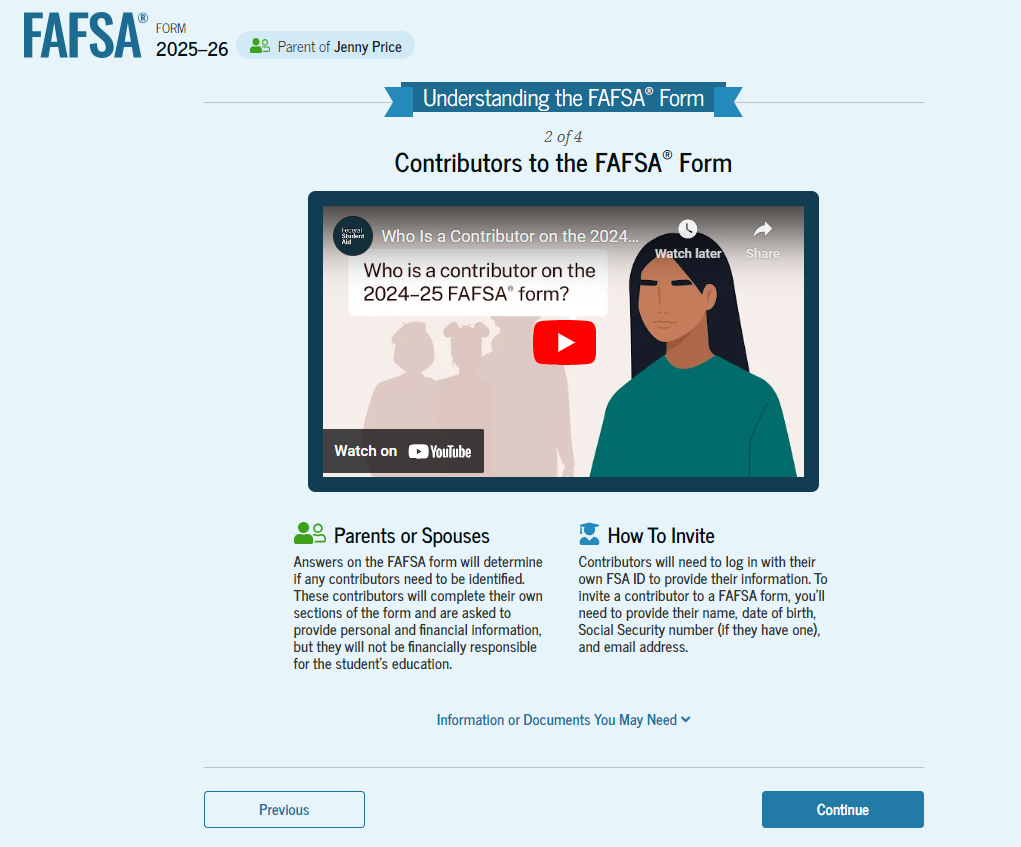 FAFSA®
FORM
2025–26
Parent of Jenny Price
Understanding the FAFSA® Form
2 of 4
Contributors to the FAFSA® Form
Federal
Student
Aid
Who Is a Contributor on the 2024...
Watch later
Share
Who is a contributor on the
2024–25 FAFSA® form?
Watch on YouTube
Parents or Spouses
Answers on the FAFSA form will determine
if any contributors need to be identified.
These contributors will complete their own
sections of the form and are asked to
provide personal and financial information,
but they will not be financially responsible
for the student's education.
How To Invite
Contributors will need to log in with their
own FSA ID to provide their information. To
invite a contributor to a FAFSA form, you'll
need to provide their name, date of birth,
Social Security number (if they have one),
and email address.
Information or Documents You May Need
Previous
Continue